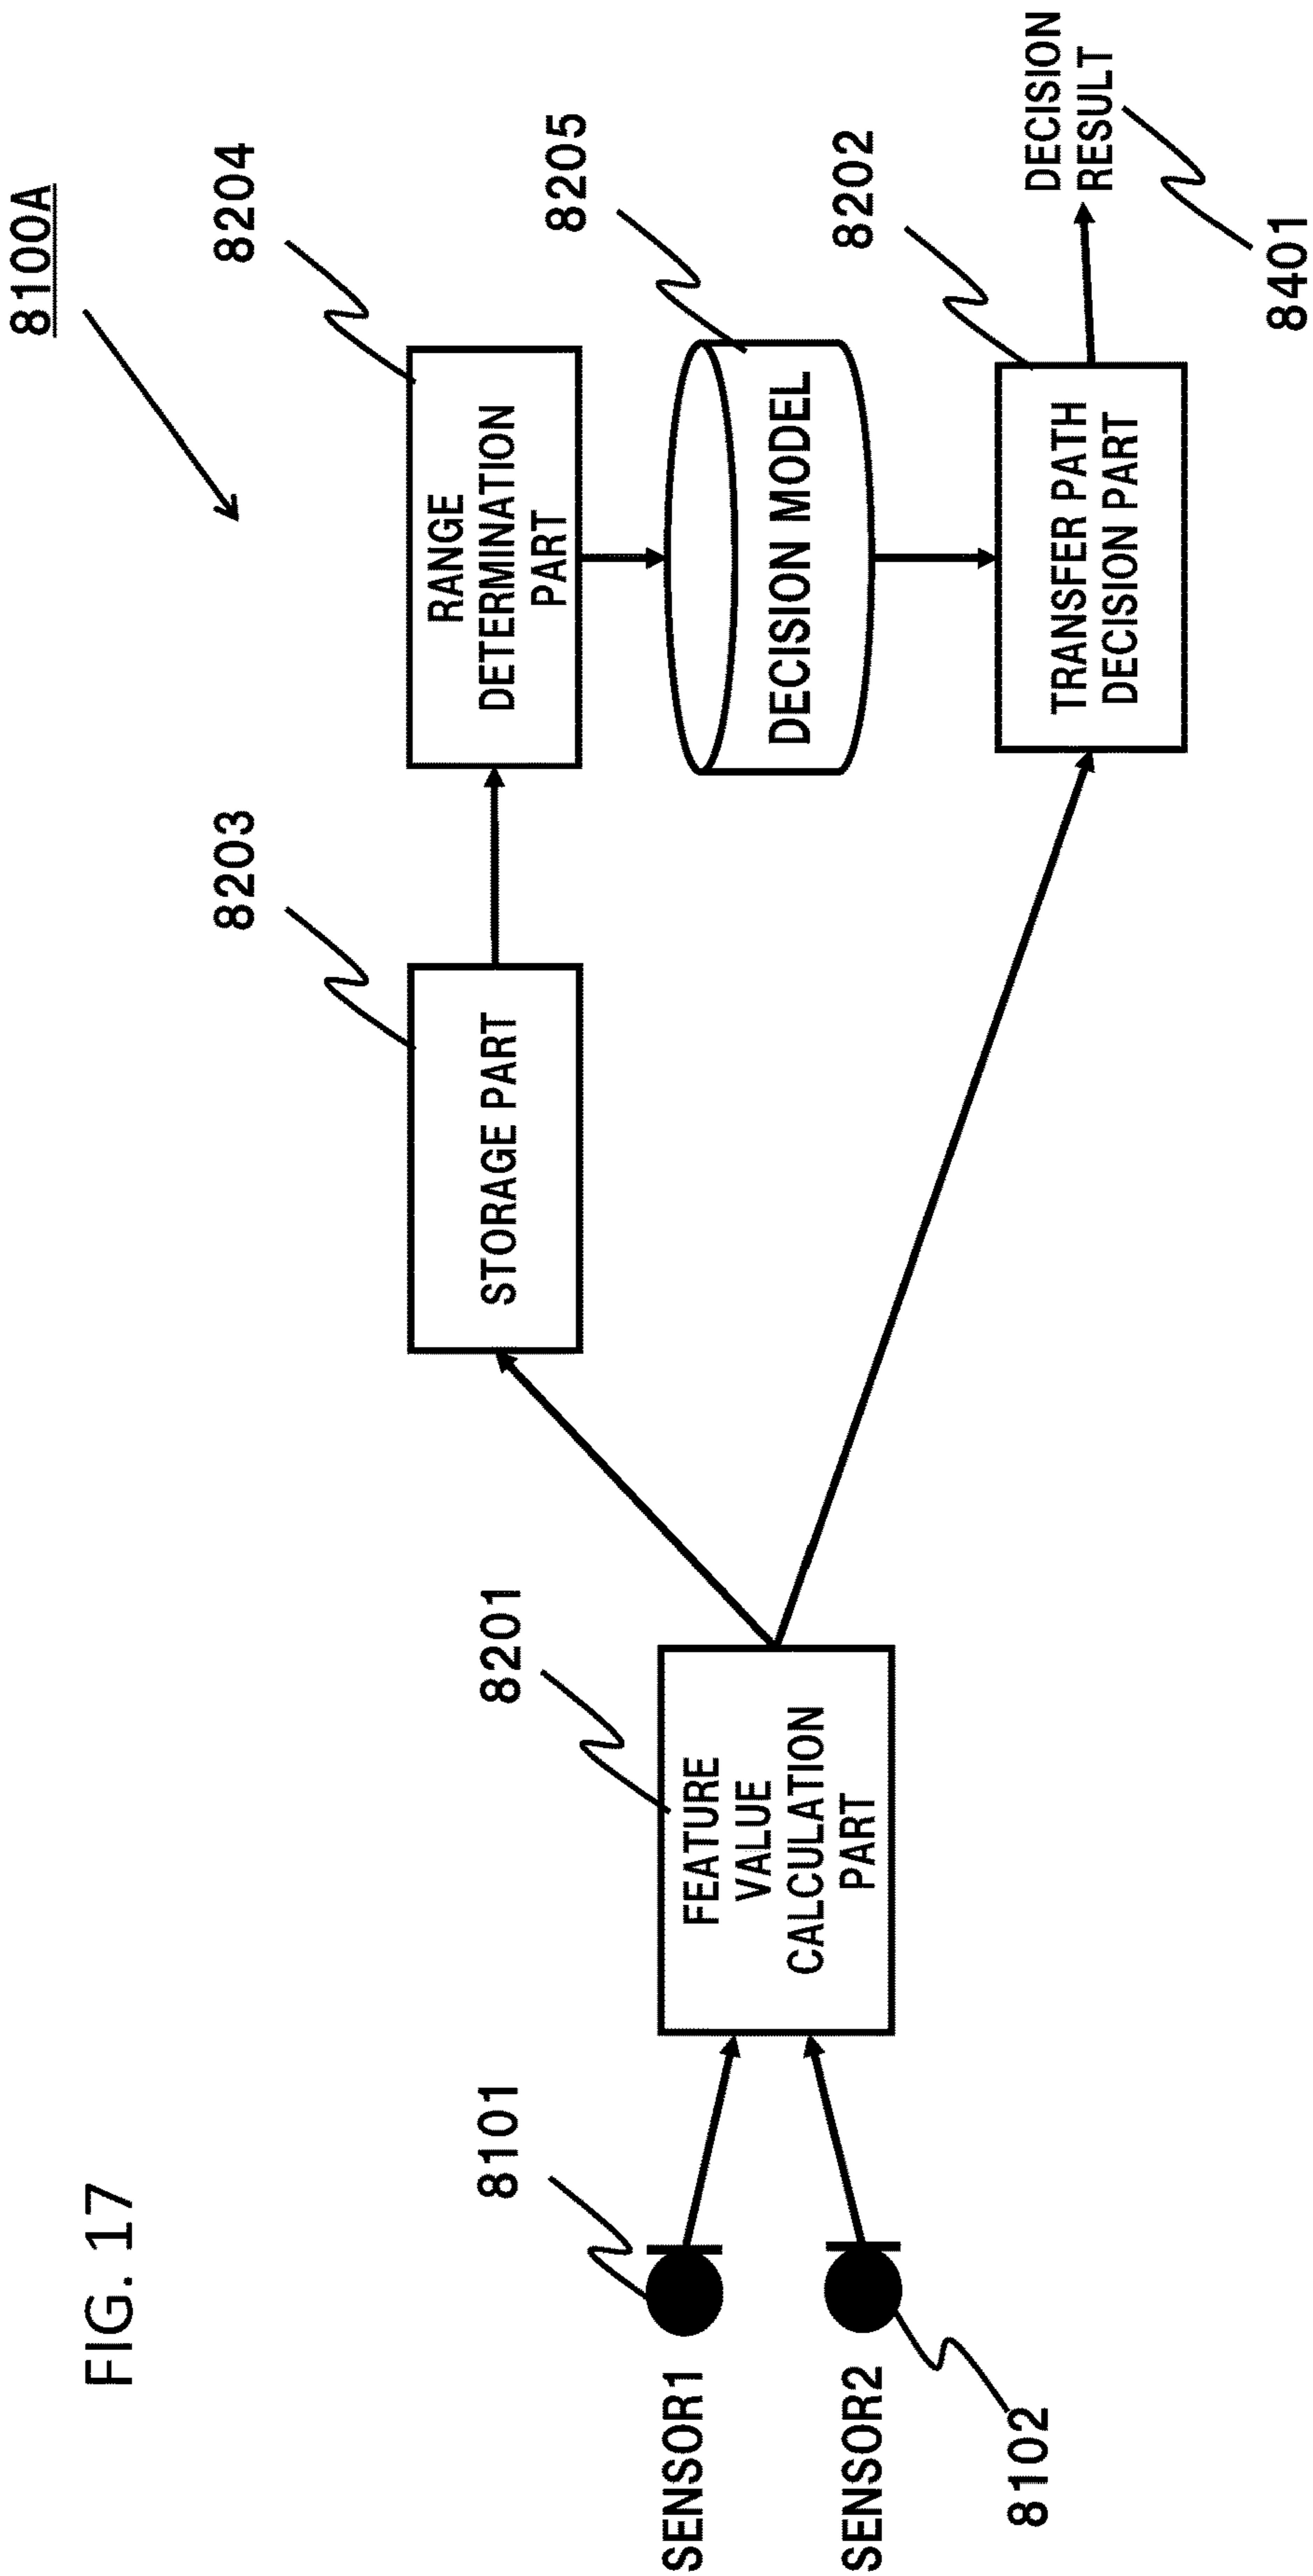 FIG. 17
8100A
8204
8203
RANGE
DETERMINATION
PART
STORAGE PART
8205
8201
8101
DECISION MODEL
FEATURE
VALUE
CALCULATION
PART
SENSOR1
SENSOR2
8102
8202
TRANSFER PATH
DECISION PART
DECISION
RESULT
8401